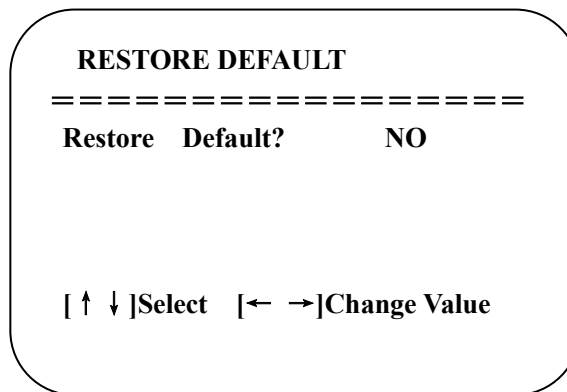 RESTORE DEFAULT
=================
Restore Default? NO
[↑ ↓]Select [← →]Change Value